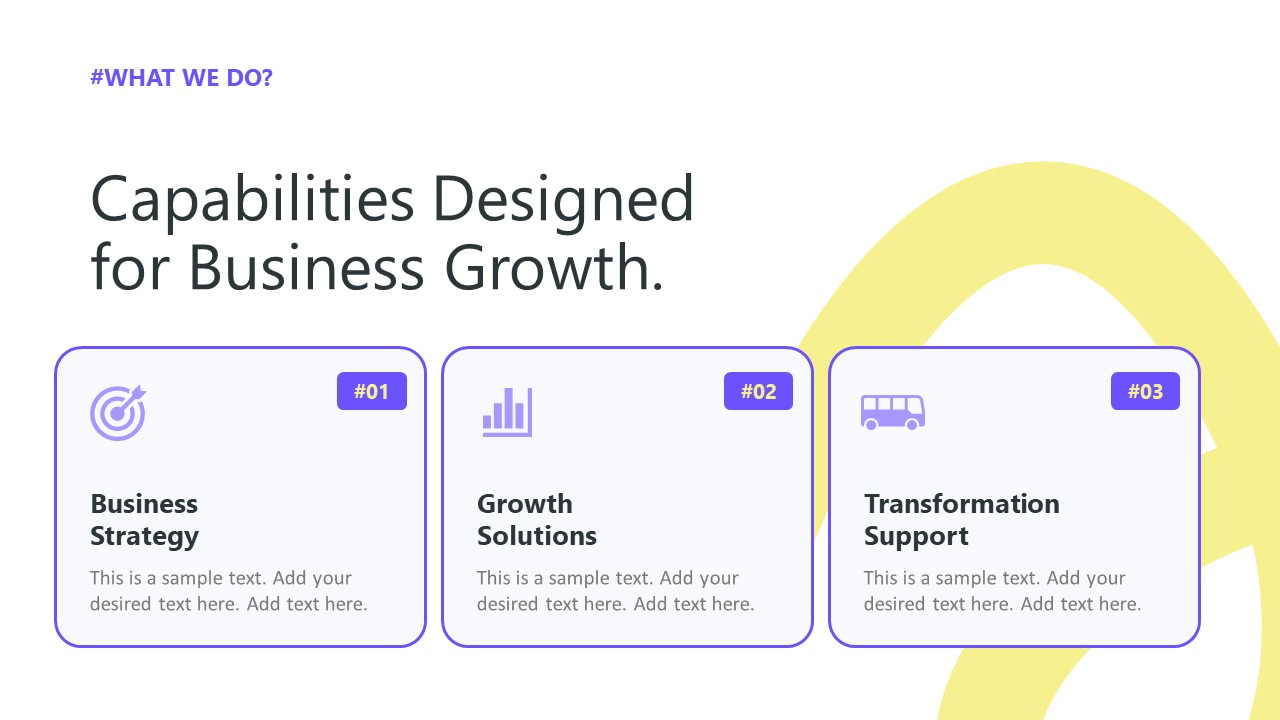 #WHAT WE DO?
Capabilities Designed
for Business Growth.
#01
Business
Strategy
This is a sample text. Add your
desired text here. Add text here.
#02
Growth
Solutions
This is a sample text. Add your
desired text here. Add text here.
#03
Transformation
Support
This is a sample text. Add your
desired text here. Add text here.